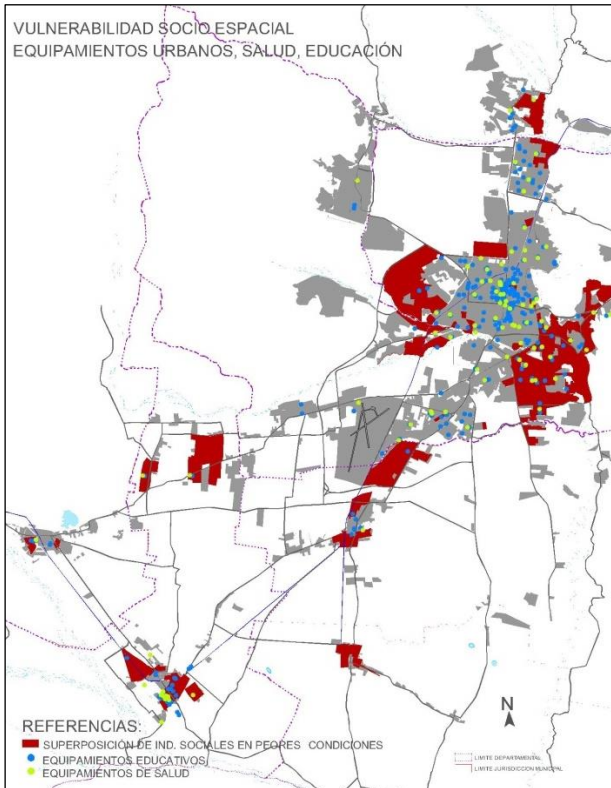 VULNERABILIDAD SOCIO ESPACIAL
EQUIPAMIENTOS URBANOS, SALUD, EDUCACIÓN
N
REFERENCIAS:
SUPERPOSICIÓN DE IND. SOCIALES EN PEORES CONDICIONES
EQUIPAMIENTOS EDUCATIVOS
EQUIPAMIENTOS DE SALUD
LIMITE DEPARTAMENTAL
LIMITE JURISDICCION MUNICIPAL